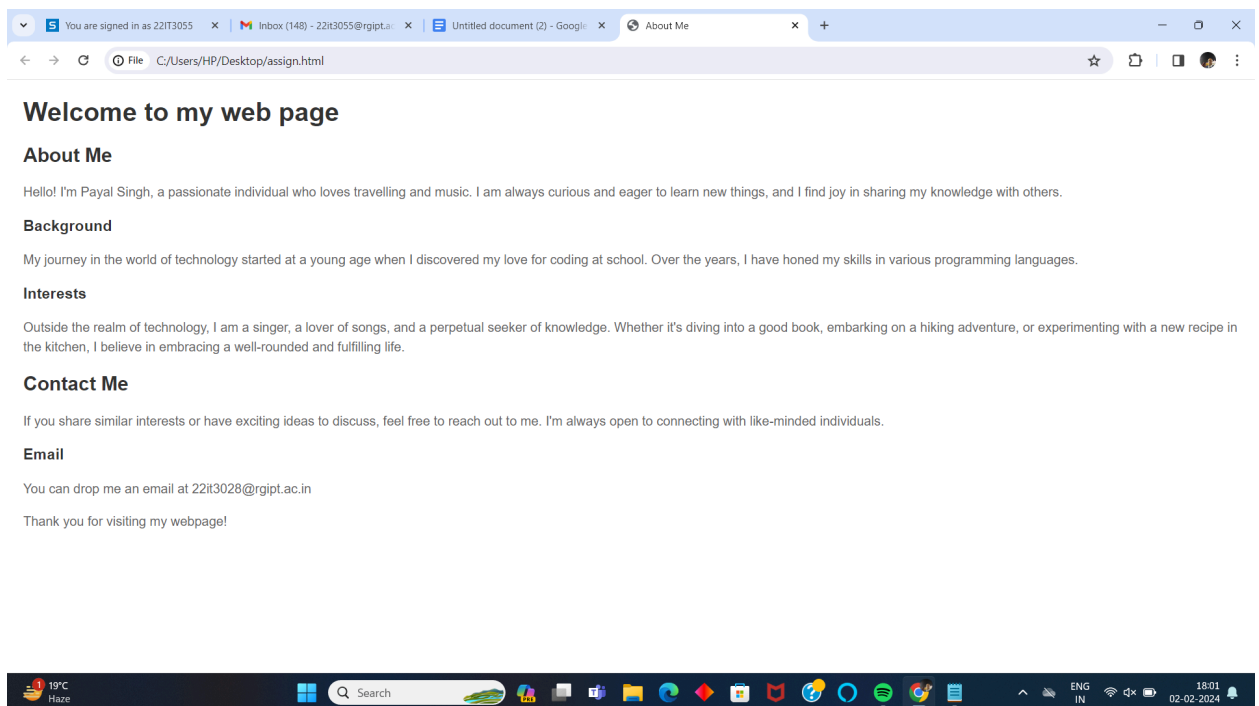 You are signed in as 22IT3055
Inbox (148) - 22it3055@rgipt.ac
Untitled document (2) - Google
About Me
File C:/Users/HP/Desktop/assign.html
Welcome to my web page
About Me
Hello! I'm Payal Singh, a passionate individual who loves travelling and music. I am always curious and eager to learn new things, and I find joy in sharing my knowledge with others.
Background
My journey in the world of technology started at a young age when I discovered my love for coding at school. Over the years, I have honed my skills in various programming languages.
Interests
Outside the realm of technology, I am a singer, a lover of songs, and a perpetual seeker of knowledge. Whether it's diving into a good book, embarking on a hiking adventure, or experimenting with a new recipe in
the kitchen, I believe in embracing a well-rounded and fulfilling life.
Contact Me
If you share similar interests or have exciting ideas to discuss, feel free to reach out to me. I'm always open to connecting with like-minded individuals.
Email
You can drop me an email at 22it3028@rgipt.ac.in
Thank you for visiting my webpage!
1
19°C
Haze
Search
PRE
ENG
IN
18:01
02-02-2024